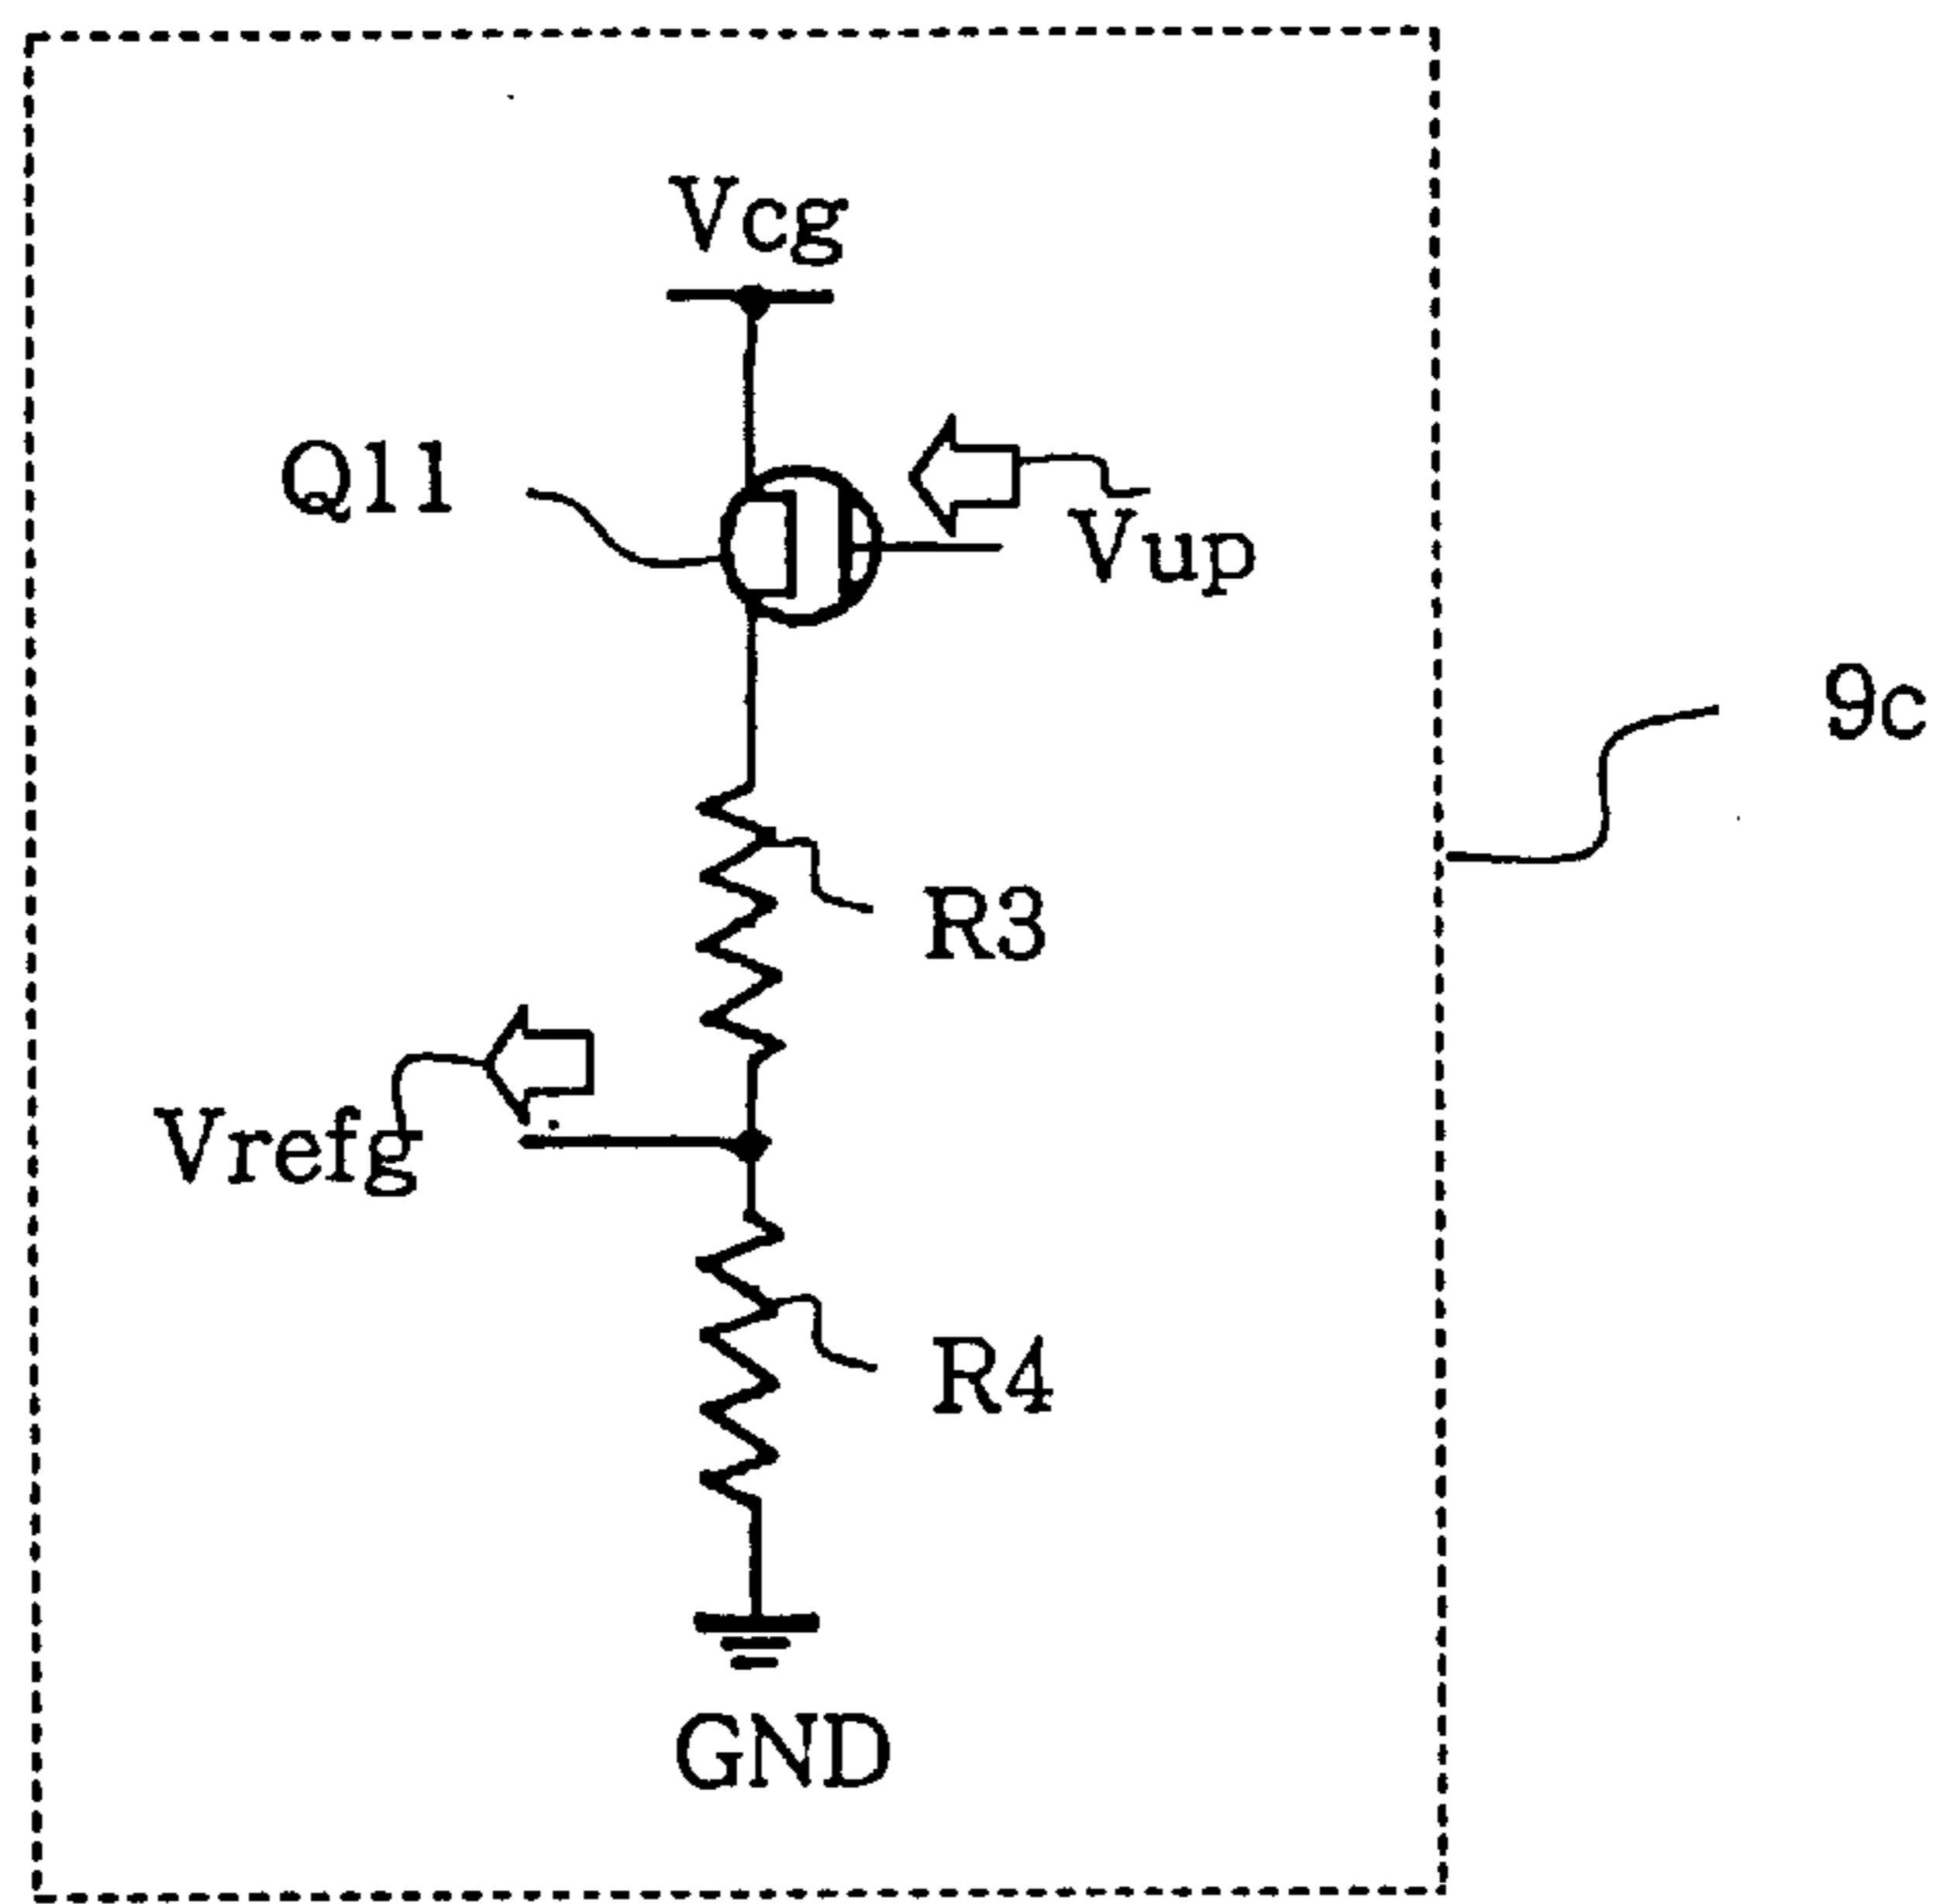 Vcg
Q11
Vup
9c
R3
Vrefg
R4
GND